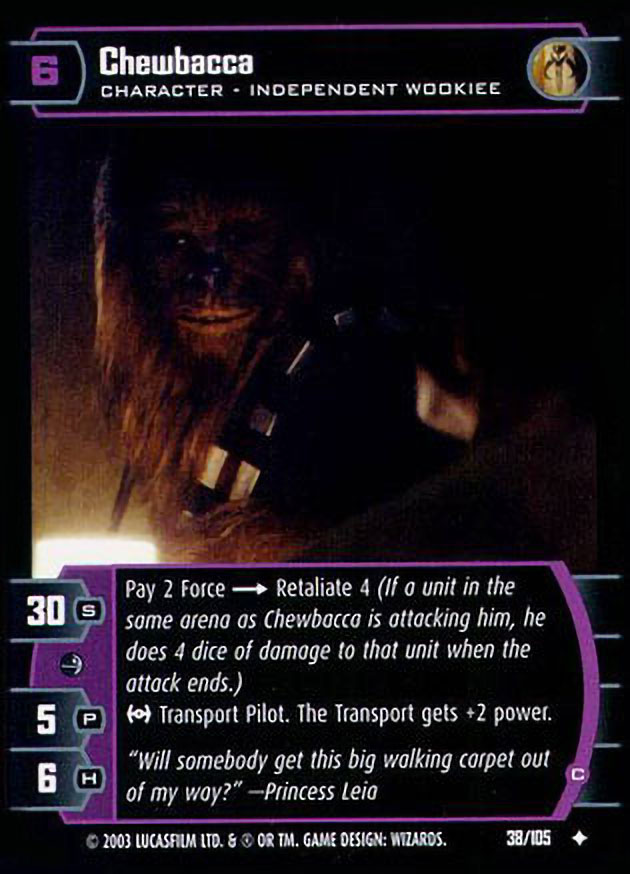 6
Chewbacca
CHARACTER - INDEPENDENT WOOKIEE
30 S
5 P
6 H
Pay 2 Force → Retaliate 4 (If a unit in the
same arena as Chewbacca is attacking him, he
does 4 dice of damage to that unit when the
attack ends.)
Transport Pilot. The Transport gets +2 power.
"Will somebody get this big walking carpet out
of my way?" —Princess Leia
C
© 2003 LUCASFILM LTD. & ® OR TM. GAME DESIGN: WIZARDS.
38/105